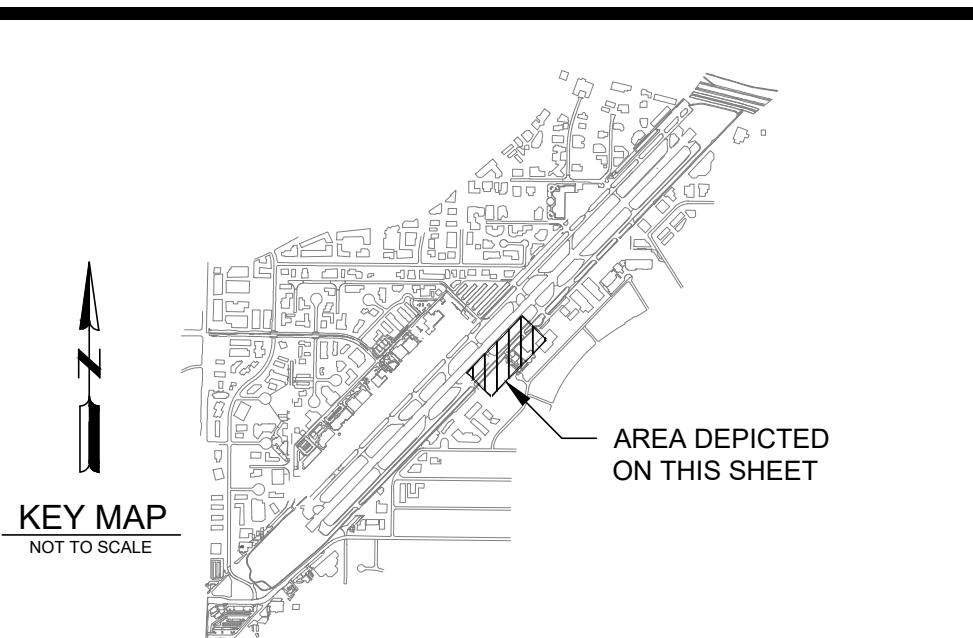 AREA DEPICTED
ON THIS SHEET
N
KEY MAP
NOT TO SCALE